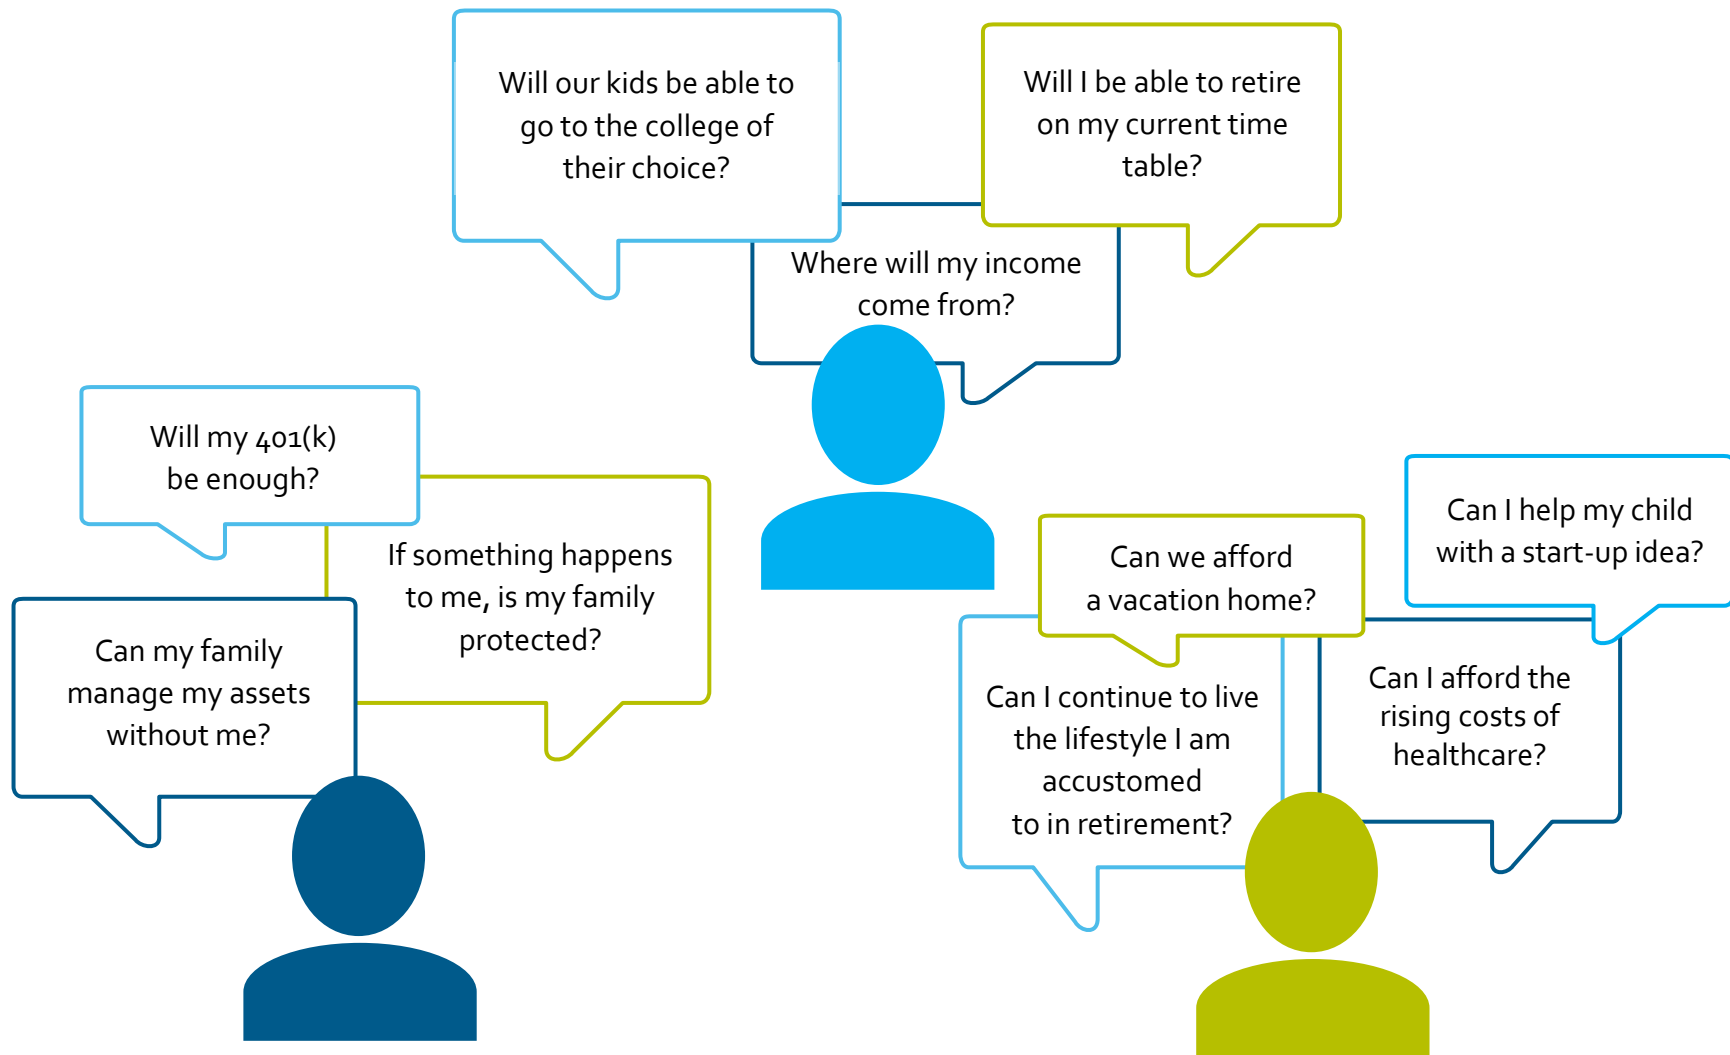 Will our kids be able to
go to the college of
their choice?
Will I be able to retire
on my current time
table?
Where will my income
come from?
Will my 401(k)
be enough?
If something happens
to me, is my family
protected?
Can my family
manage my assets
without me?
Can we afford
a vacation home?
Can I help my child
with a start-up idea?
Can I continue to live
the lifestyle I am
accustomed
to in retirement?
Can I afford the
rising costs of
healthcare?